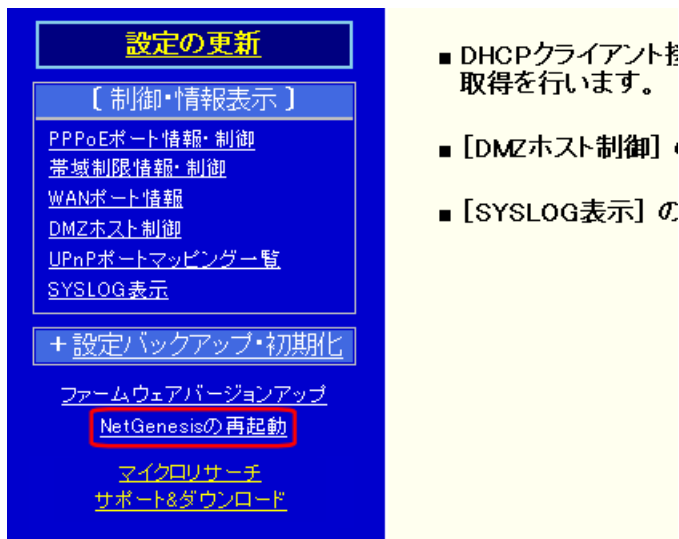 設定の更新
〔 制御・情報表示 〕
PPPoEポート情報・制御
帯域制限情報・制御
WANポート情報
DMZホスト制御
UPnPポートマッピング一覧
SYSLOG表示
+設定バックアップ・初期化
ファームウェアバージョンアップ
NetGenesisの再起動
マイクロリサーチ
サポート&ダウンロード
■ DHCPクライアント接
取得を行います。
■ [DMZホスト制御]
■ [SYSLOG表示] の